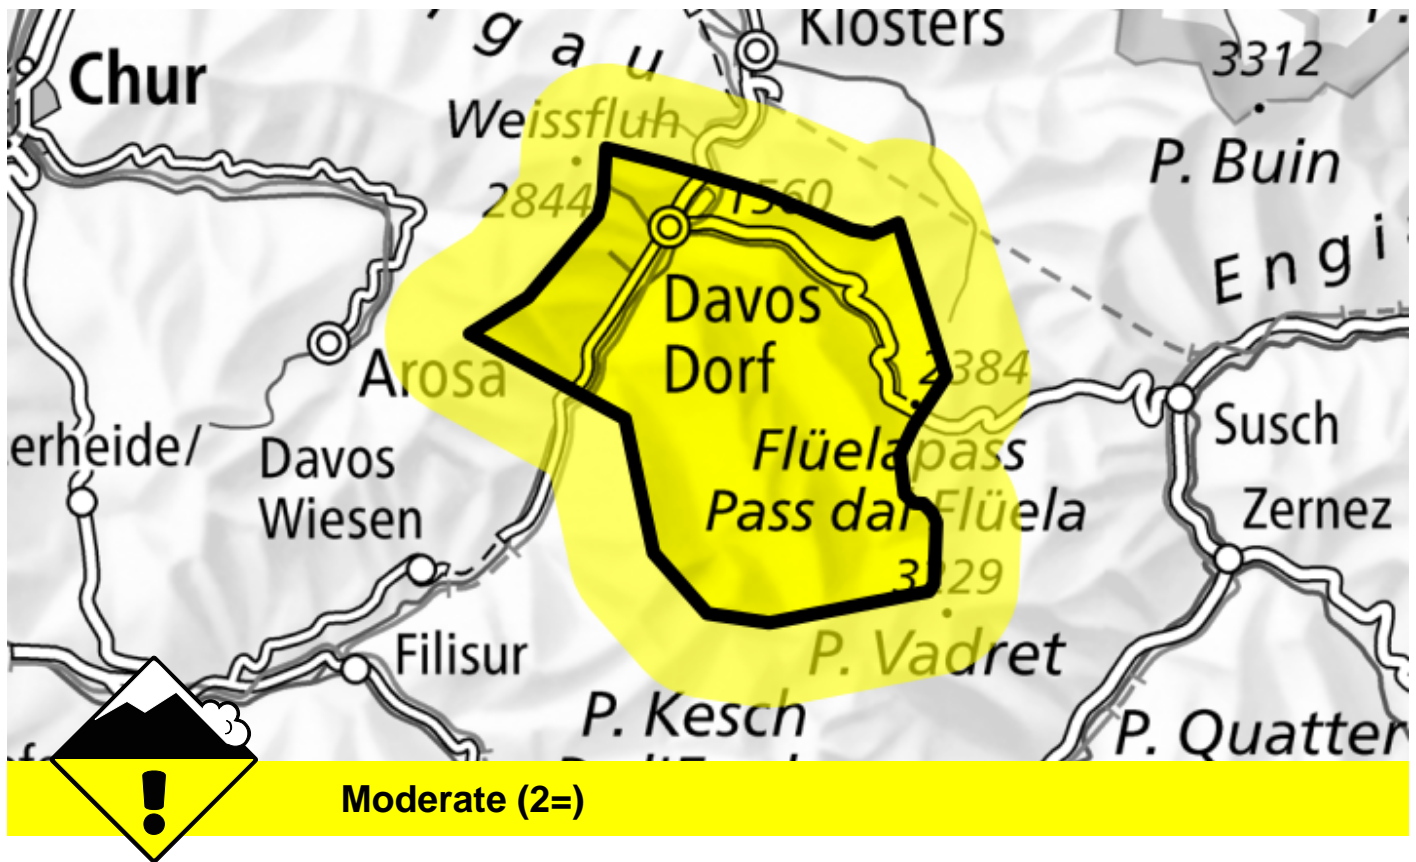 Klosters
g a u
3312
Chur
Weissfluh
P. Buin
2844
1560
Engi
Davos
Dorf
Arosa
2384
Susch
erheide/
Davos
Wiesen
Flüelapass
Pass dal Flüela
Zernez
3229
Filisur
P. Vadret
P. Kesch
P. Quatter
Moderate (2=)